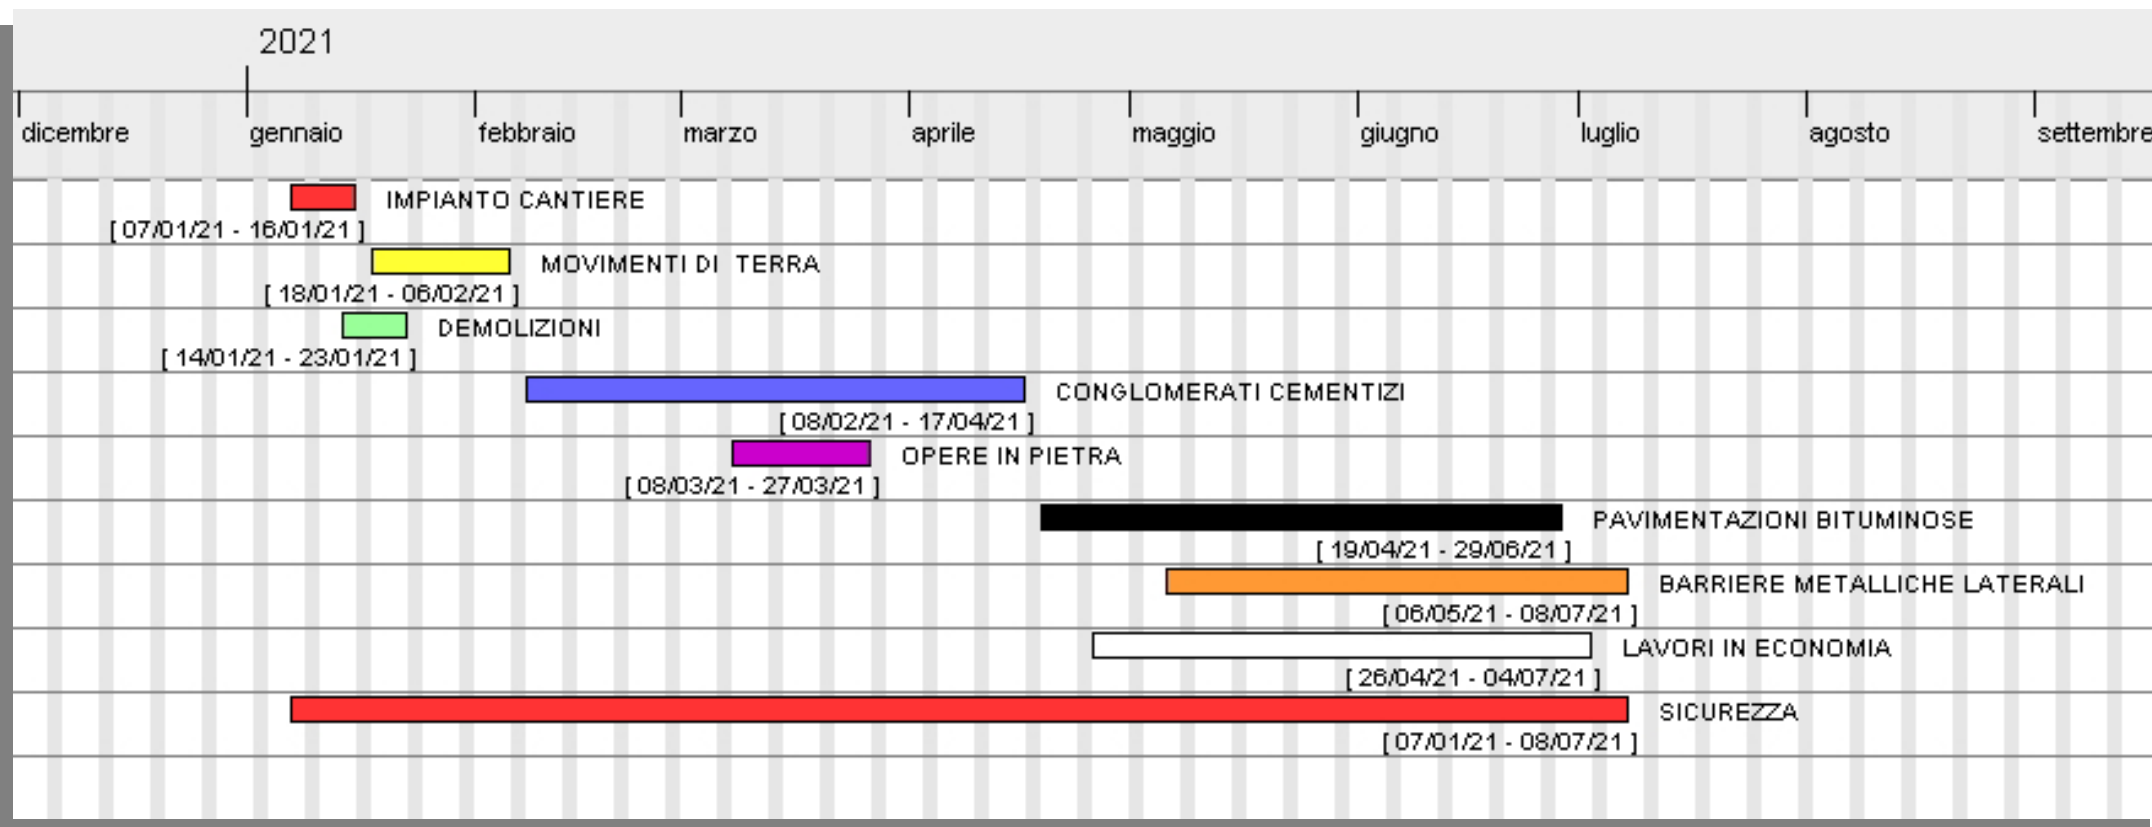 2021
dicembre gennaio febbraio marzo aprile maggio giugno luglio agosto settembre
IMPIANTO CANTIERE
[ 07/01/21 - 16/01/21 ]
MOVIMENTI DI TERRA
[ 18/01/21 - 06/02/21 ]
DEMOLIZIONI
[ 14/01/21 - 23/01/21 ]
CONGLOMERATI CEMENTIZI
[ 08/02/21 - 17/04/21 ]
OPERE IN PIETRA
[ 08/03/21 - 27/03/21 ]
PAVIMENTAZIONI BITUMINOSE
[ 19/04/21 - 29/06/21 ]
BARRIERE METALLICHE LATERALI
[ 06/05/21 - 08/07/21 ]
LAVORI IN ECONOMIA
[ 26/04/21 - 04/07/21 ]
SICUREZZA
[ 07/01/21 - 08/07/21 ]